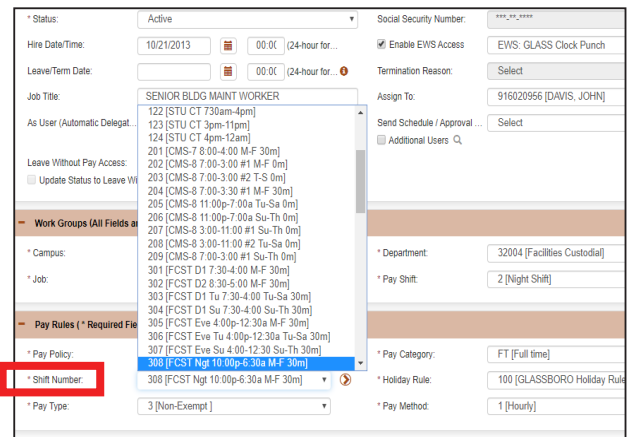 * Status: Active Social Security Number: ***-**-****
Hire Date/Time: 10/21/2013 00:00 (24-hour for... Enable EWS Access EWS: GLASS Clock Punch
Leave/Term Date: 00:00 (24-hour for... Termination Reason: Select
Job Title: SENIOR BLDG MAINT WORKER Assign To: 916020956 [DAVIS, JOHN]
As User (Automatic Delegat... Send Schedule / Approval ... Select
Additional Users
Leave Without Pay Access:
Update Status to Leave Wi
122 [STU CT 730am-4pm]
123 [STU CT 3pm-11pm]
124 [STU CT 4pm-12am]
201 [CMS-7 8:00-4:00 M-F 30m]
202 [CMS-8 7:00-3:00 #1 M-F 0m]
203 [CMS-8 7:00-3:00 #2 T-S 0m]
204 [CMS-8 7:00-3:30 #1 M-F 30m]
205 [CMS-8 11:00p-7:00a Tu-Sa 0m]
206 [CMS-8 11:00p-7:00a Su-Th 0m]
207 [CMS-8 3:00-11:00 #1 Su-Th 0m]
208 [CMS-8 3:00-11:00 #2 Tu-Sa 0m]
209 [CMS-8 7:00-3:00 #1 Su-Th 0m]
301 [FCST D1 7:30-4:00 M-F 30m]
302 [FCST D2 8:30-5:00 M-F 30m]
303 [FCST D1 Tu 7:30-4:00 Tu-Sa 30m]
304 [FCST D1 Su 7:30-4:00 Su-Th 30m]
305 [FCST Eve 4:00p-12:30a M-F 30m]
306 [FCST Eve Tu 4:00p-12:30a Tu-Sa 30m]
307 [FCST Eve Su 4:00-12:30 Su-Th 30m]
308 [FCST Ngt 10:00p-6:30a M-F 30m]
Work Groups (All Fields a
* Campus: * Department: 32004 [Facilities Custodial]
* Job: * Pay Shift: 2 [Night Shift]
Pay Rules ( * Required Fie
* Pay Policy: * Pay Category: FT [Full time]
* Shift Number: 308 [FCST Ngt 10:00p-6:30a M-F 30m] * Holiday Rule: 100 [GLASSBORO Holiday Rule
* Pay Type: 3 [Non-Exempt ] * Pay Method: 1 [Hourly]